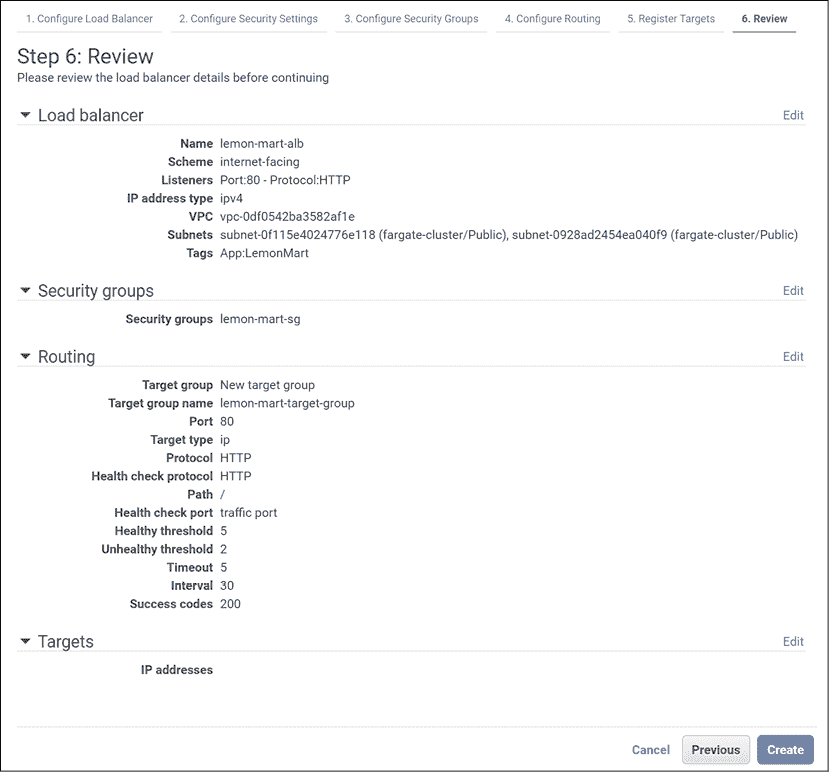 1. Configure Load Balancer 2. Configure Security Settings 3. Configure Security Groups 4. Configure Routing 5. Register Targets 6. Review
Step 6: Review
Please review the load balancer details before continuing
Load balancer Edit
Name lemon-mart-alb
Scheme internet-facing
Listeners Port:80 - Protocol:HTTP
IP address type ipv4
VPC vpc-0df0542ba3582af1e
Subnets subnet-0f115e4024776e118 (fargate-cluster/Public), subnet-0928ad2454ea040f9 (fargate-cluster/Public)
Tags App:LemonMart
Security groups Edit
Security groups lemon-mart-sg
Routing Edit
Target group New target group
Target group name lemon-mart-target-group
Port 80
Target type ip
Protocol HTTP
Health check protocol HTTP
Path /
Health check port traffic port
Healthy threshold 5
Unhealthy threshold 2
Timeout 5
Interval 30
Success codes 200
Targets Edit
IP addresses
Cancel Previous Create